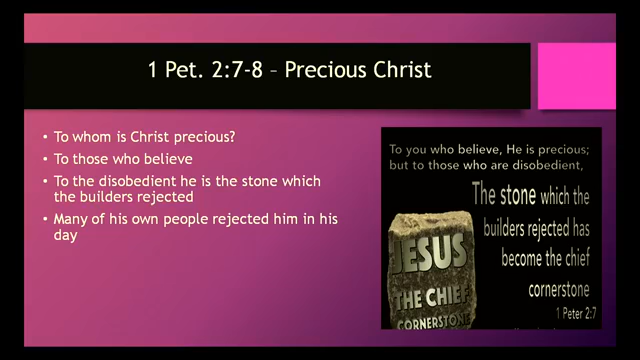 1 Pet. 2:7-8 – Precious Christ
• To whom is Christ precious?
• To those who believe
• To the disobedient he is the stone which
the builders rejected
• Many of his own people rejected him in his
day
To you who believe, He is precious;
but to those who are disobedient,
The stone which the
builders rejected has
become the chief
cornerstone
1 Peter 2:7
JESUS
THE CHIEF
CORNERSTONE